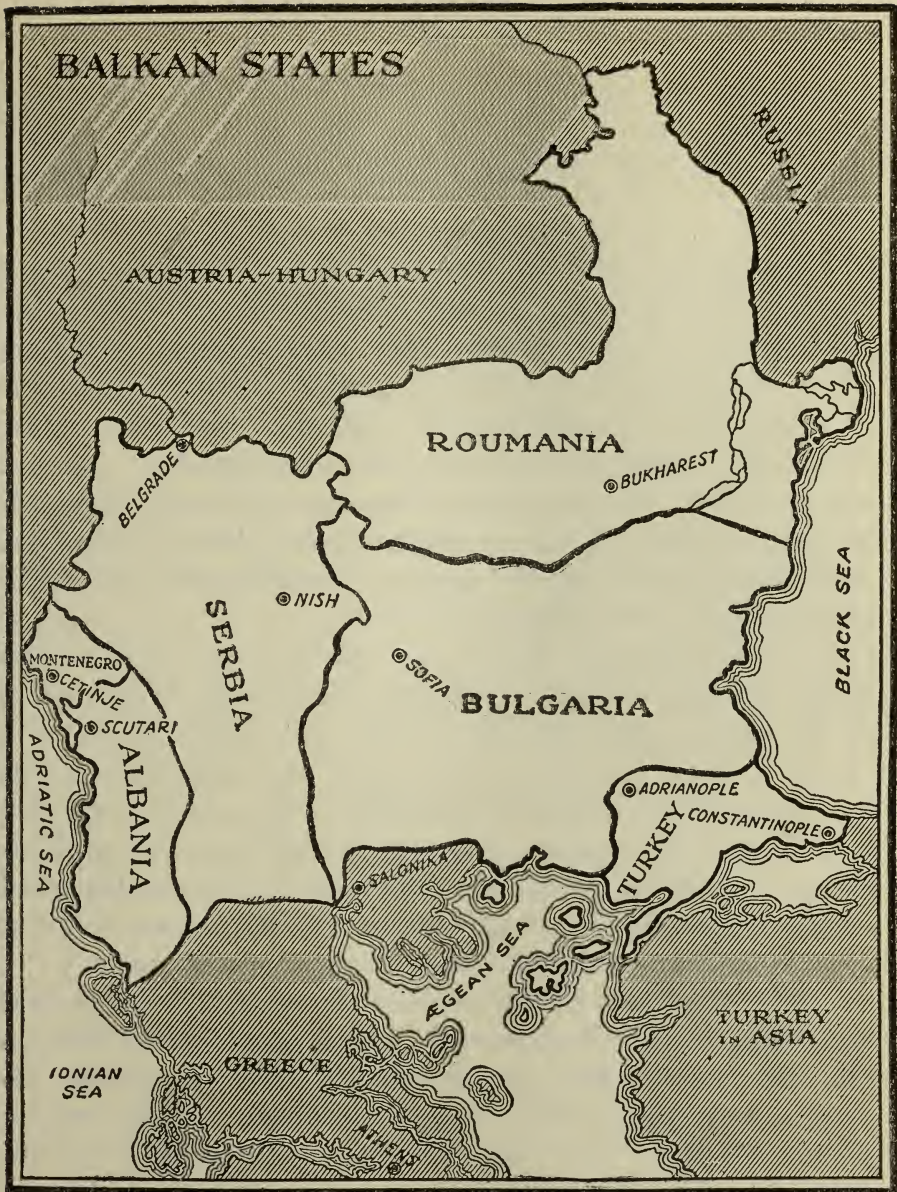 BALKAN STATES
RUSSIA
AUSTRIA-HUNGARY
ROUMANIA
BUKHAREST
BELGRADE
NISH
SERBIA
SOFIA
BULGARIA
BLACK SEA
MONTENEGRO
CETINJE
SCUTARI
ALBANIA
ADRIATIC SEA
ADRIANOPLE
TURKEY
CONSTANTINOPLE
SALONIKA
ÆGEAN SEA
TURKEY
IN ASIA
GREECE
IONIAN
SEA
ATHENS